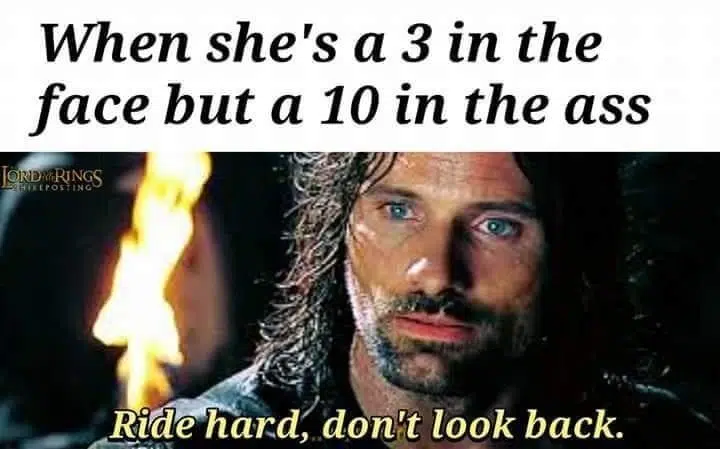 When she's a 3 in the
face but a 10 in the ass
LORD OF THE RINGS
SHIREPOSTING
Ride hard, don't look back.